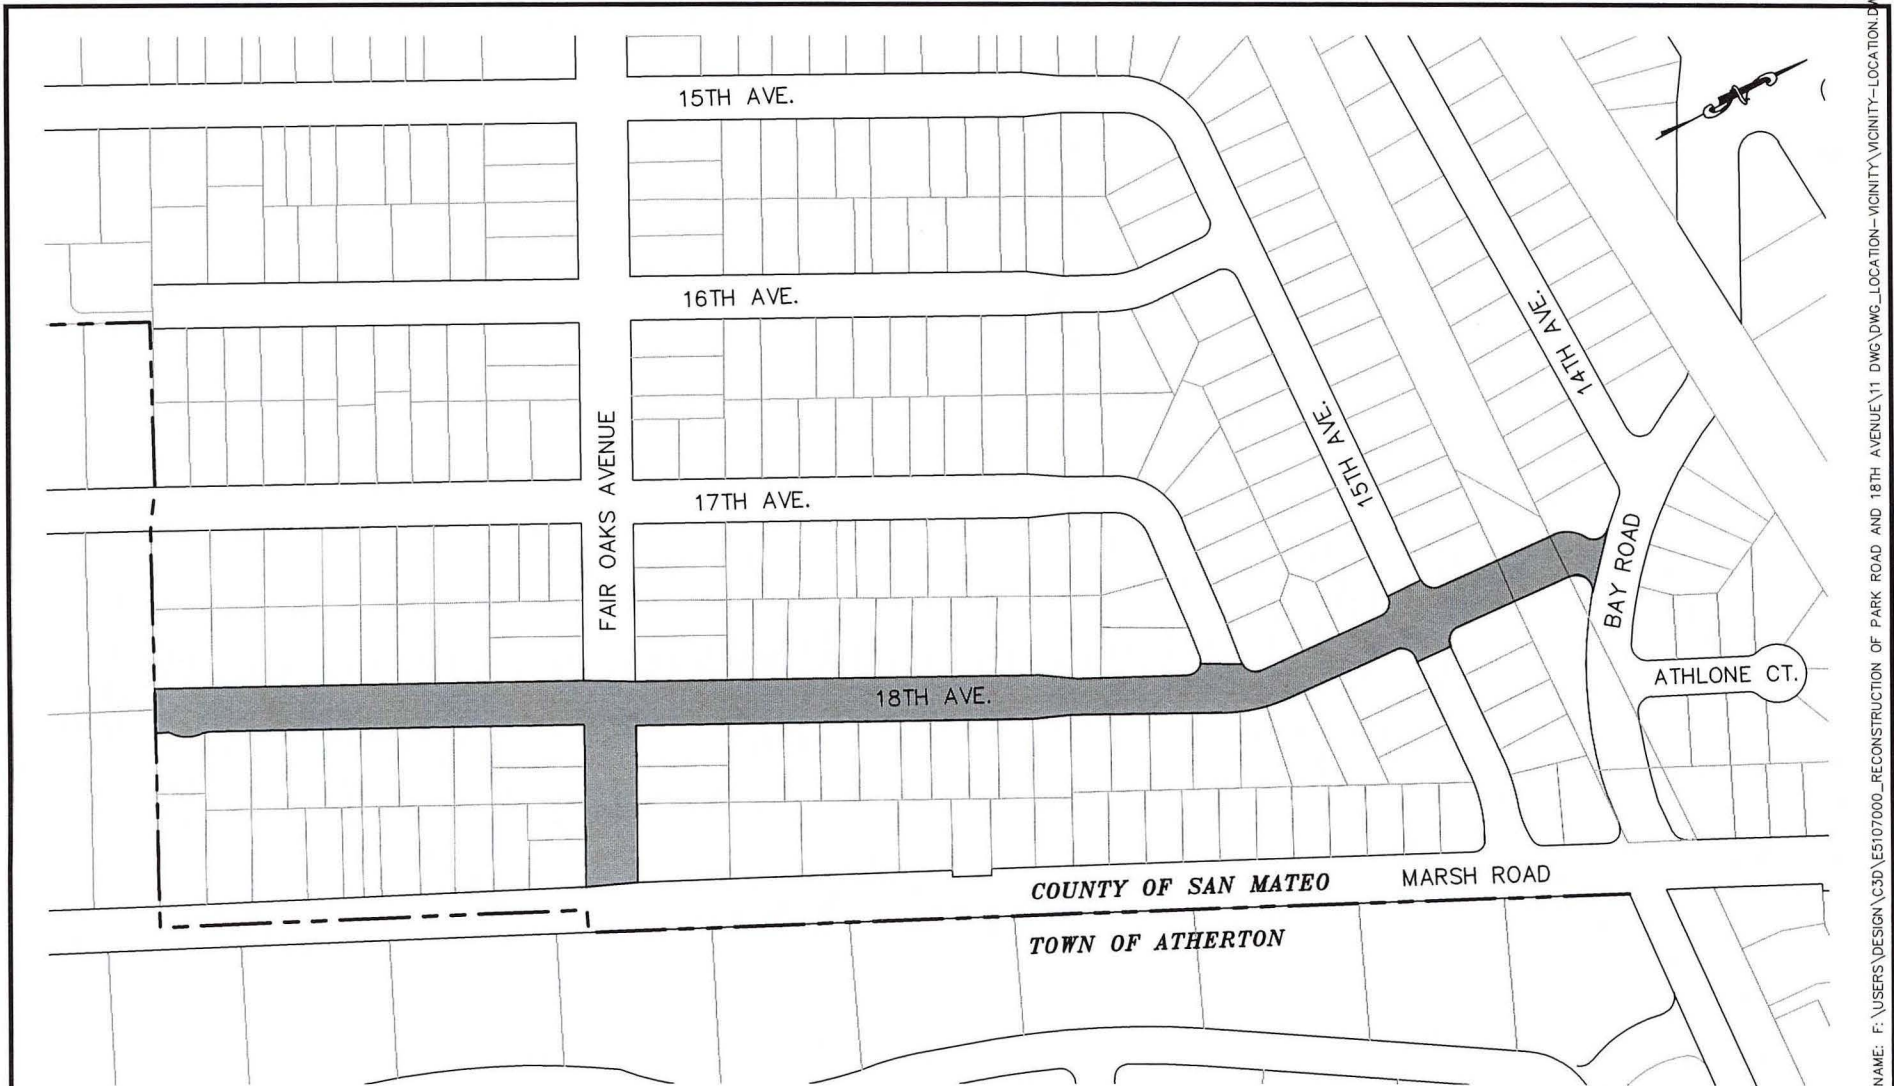 15TH AVE.
16TH AVE.
14TH AVE.
15TH AVE.
FAIR OAKS AVENUE
17TH AVE.
BAY ROAD
ATHLONE CT.
18TH AVE.
COUNTY OF SAN MATEO
MARSH ROAD
TOWN OF ATHERTON
NAME: F:\USERS\DESIGN\C3D\E5107000_RECONSTRUCTION OF PARK ROAD AND 18TH AVENUE\11 DWG\DWG_LOCATION-VICINITY\VICINITY-LOCATION.DW